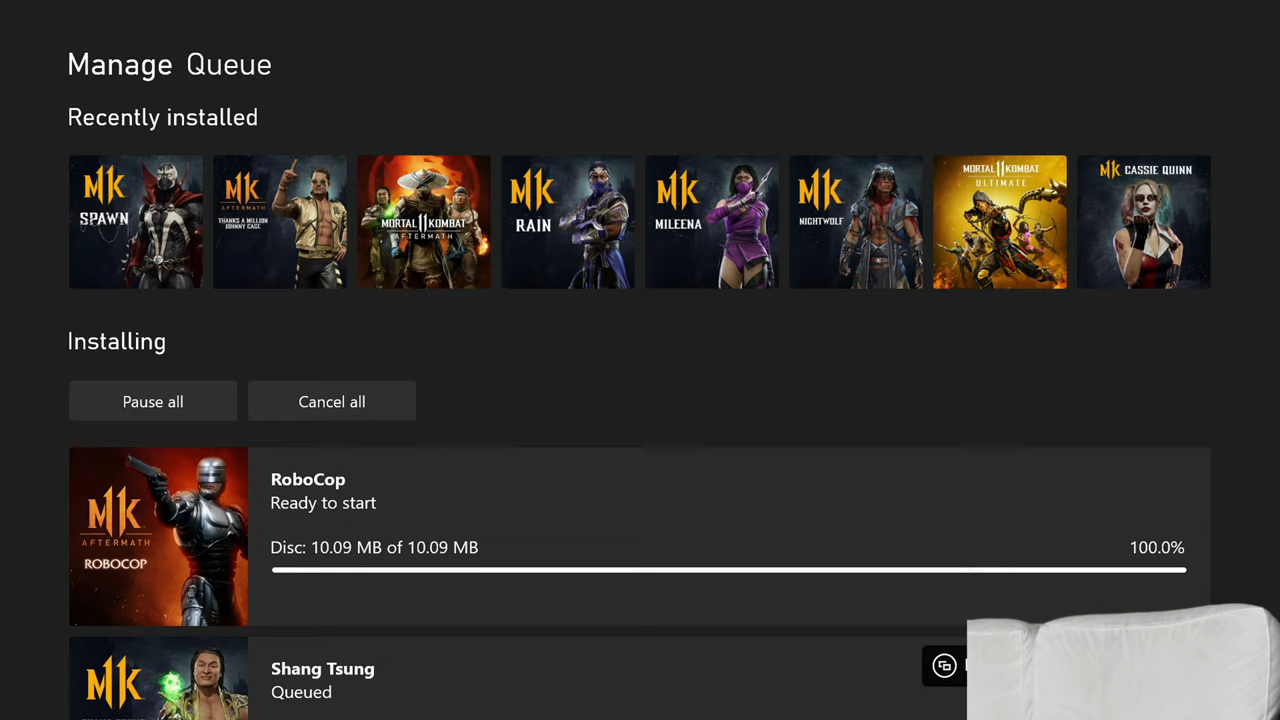 Manage Queue
Recently installed
MK
SPAWN
MK
AFTERMATH
THANKS A MILLION
JOHNNY CAGE
MORTAL KOMBAT 11
AFTERMATH
MK
RAIN
MK
MILEENA
MK
NIGHTWOLF
MORTAL KOMBAT 11
ULTIMATE
MK CASSIE QUINN
Installing
Pause all
Cancel all
MK
AFTERMATH
ROBOCOP
RoboCop
Ready to start
Disc: 10.09 MB of 10.09 MB
100.0%
MK
Shang Tsung
Queued